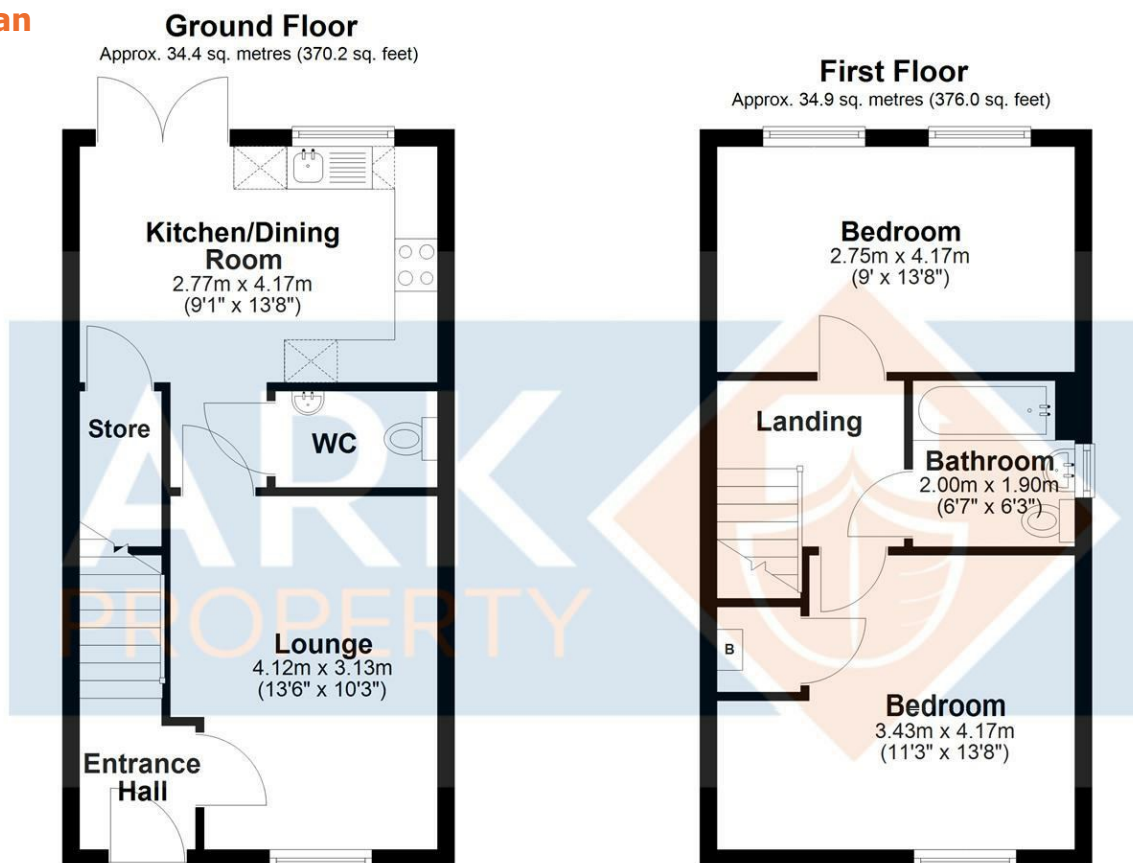 an
Ground Floor
Approx. 34.4 sq. metres (370.2 sq. feet)
Kitchen/Dining
Room
2.77m x 4.17m
(9'1" x 13'8")
Store
WC
Lounge
4.12m x 3.13m
(13'6" x 10'3")
Entrance
Hall
First Floor
Approx. 34.9 sq. metres (376.0 sq. feet)
Bedroom
2.75m x 4.17m
(9' x 13'8")
Landing
Bathroom
2.00m x 1.90m
(6'7" x 6'3")
B
Bedroom
3.43m x 4.17m
(11'3" x 13'8")
ARK
PROPERTY